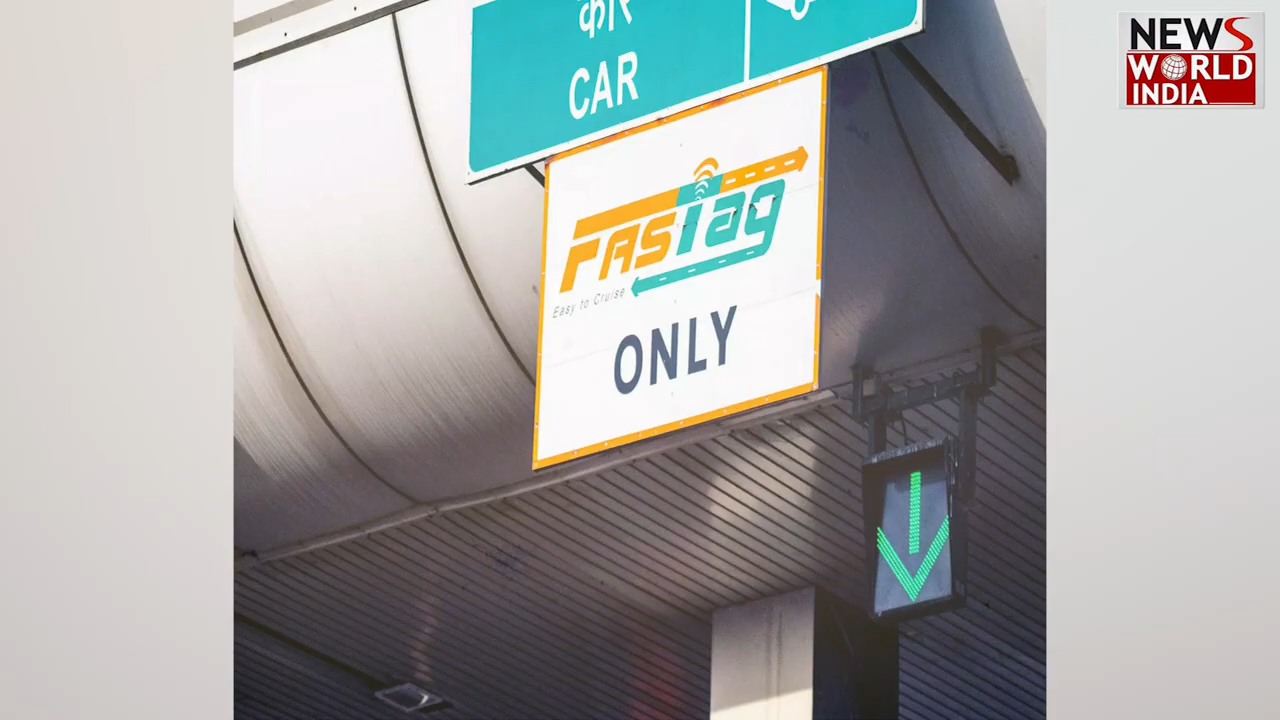 कार
CAR
FASTag
Easy to Cruise
ONLY
NEWS
WORLD
INDIA